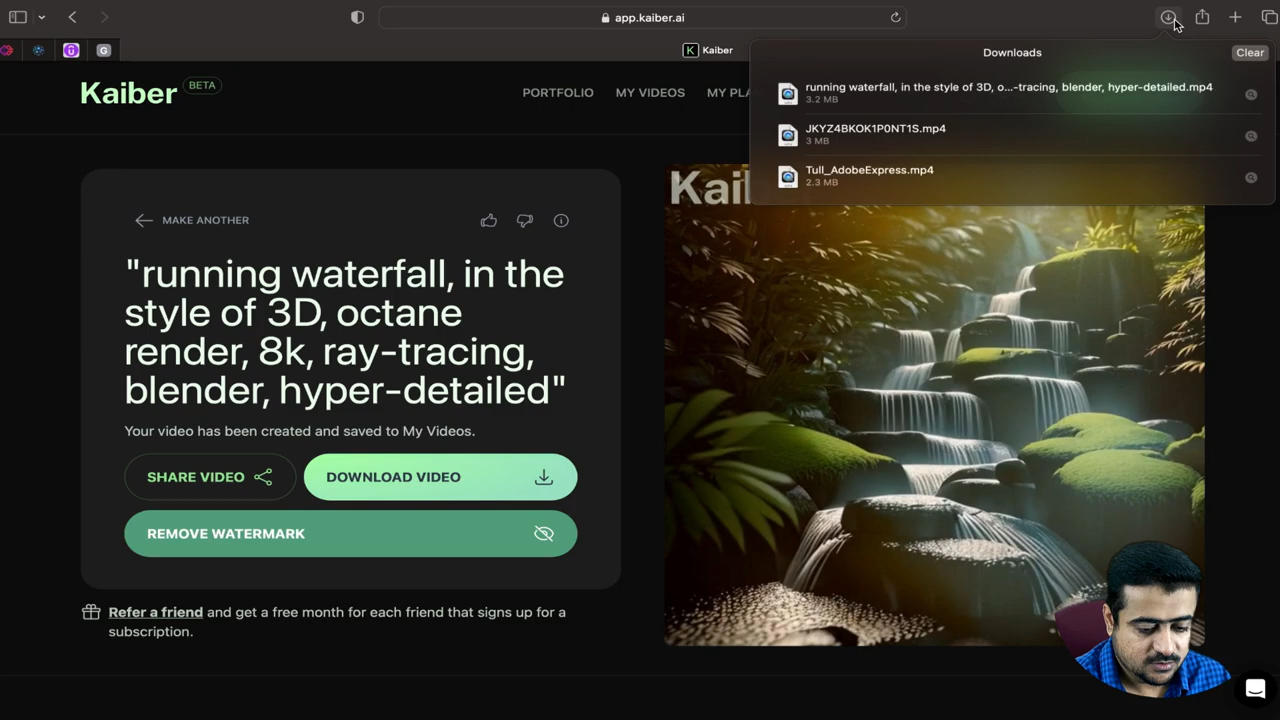 app.kaiber.ai
G
K Kaiber
Downloads
Clear
running waterfall, in the style of 3D, o...-tracing, blender, hyper-detailed.mp4
3.2 MB
JKYZ4BKOK1P0NT1S.mp4
3 MB
Tull_AdobeExpress.mp4
2.3 MB
Kaiber BETA
PORTFOLIO MY VIDEOS MY PLA
MAKE ANOTHER
"running waterfall, in the
style of 3D, octane
render, 8k, ray-tracing,
blender, hyper-detailed"
Your video has been created and saved to My Videos.
SHARE VIDEO
DOWNLOAD VIDEO
REMOVE WATERMARK
Refer a friend and get a free month for each friend that signs up for a
subscription.
Kai